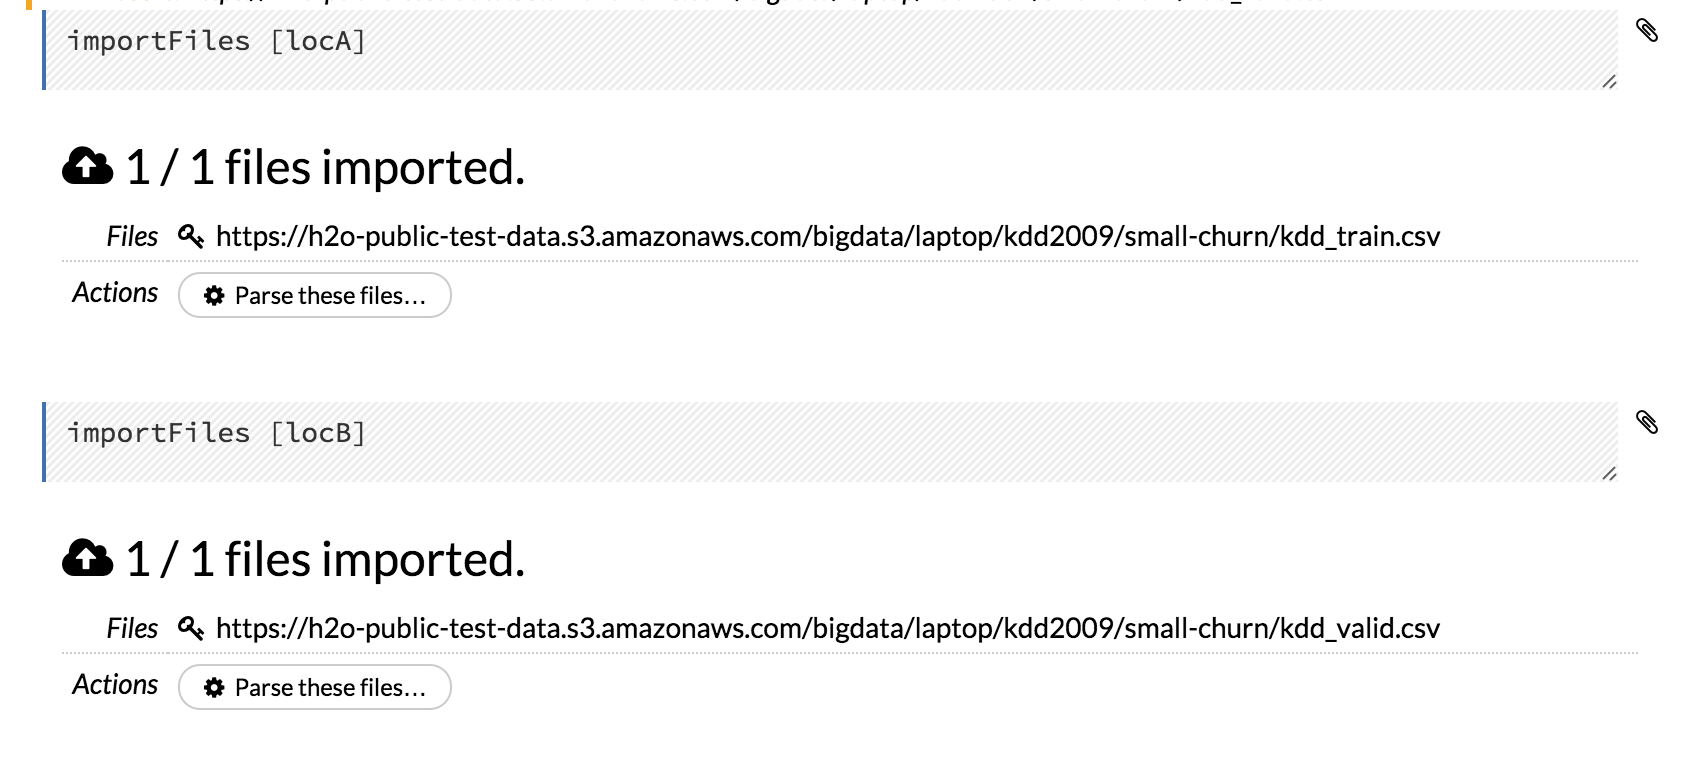 importFiles [locA]
1 / 1 files imported.
Files https://h2o-public-test-data.s3.amazonaws.com/bigdata/laptop/kdd2009/small-churn/kdd_train.csv
Actions Parse these files...
importFiles [locB]
1 / 1 files imported.
Files https://h2o-public-test-data.s3.amazonaws.com/bigdata/laptop/kdd2009/small-churn/kdd_valid.csv
Actions Parse these files...